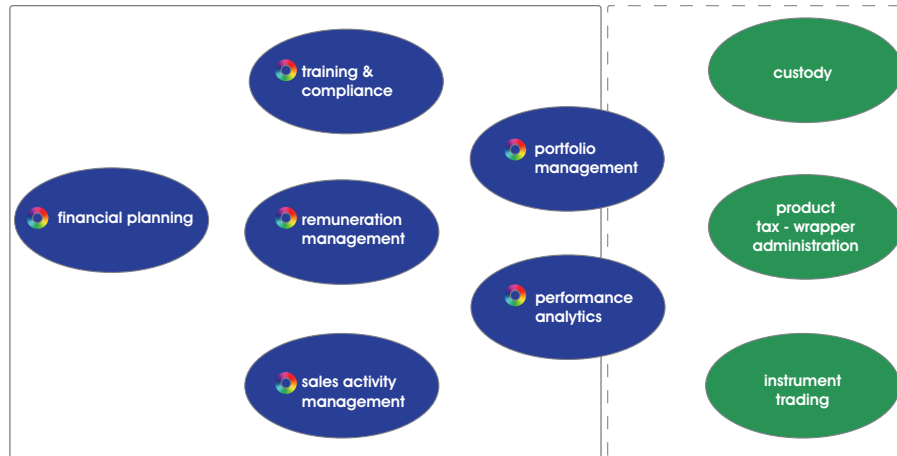 training &
compliance
custody
portfolio
management
financial planning
remuneration
management
product
tax - wrapper
administration
performance
analytics
sales activity
management
instrument
trading